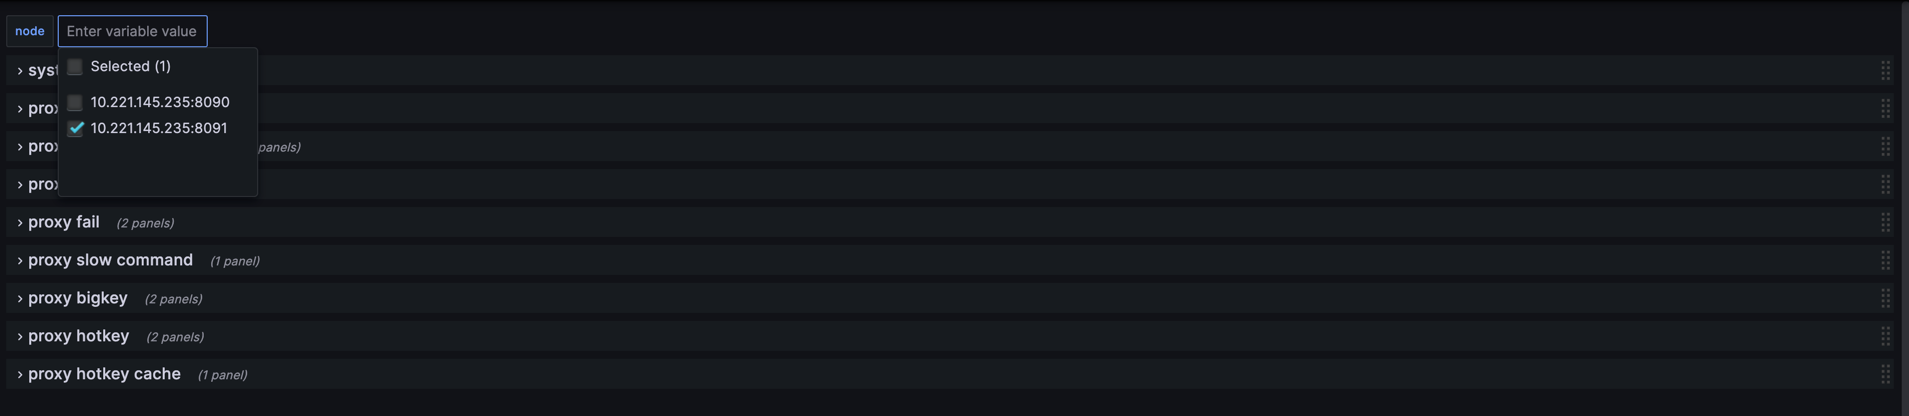 node Enter variable value
Selected (1)
10.221.145.235:8090
10.221.145.235:8091
panels)
proxy fail (2 panels)
proxy slow command (1 panel)
proxy bigkey (2 panels)
proxy hotkey (2 panels)
proxy hotkey cache (1 panel)